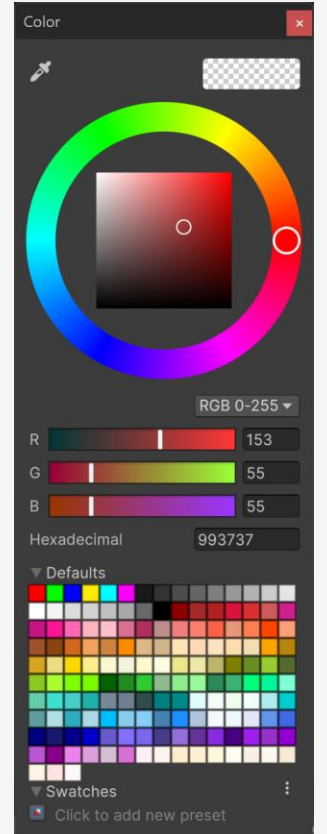 Color
RGB 0-255
R 153
G 55
B 55
Hexadecimal 993737
Defaults
Swatches
Click to add new preset